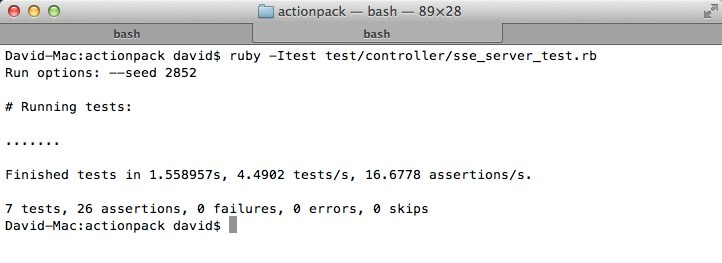 actionpack — bash — 89×28
bash bash
David-Mac:actionpack david$ ruby -Itest test/controller/sse_server_test.rb
Run options: --seed 2852
# Running tests:
.......
Finished tests in 1.558957s, 4.4902 tests/s, 16.6778 assertions/s.
7 tests, 26 assertions, 0 failures, 0 errors, 0 skips
David-Mac:actionpack david$